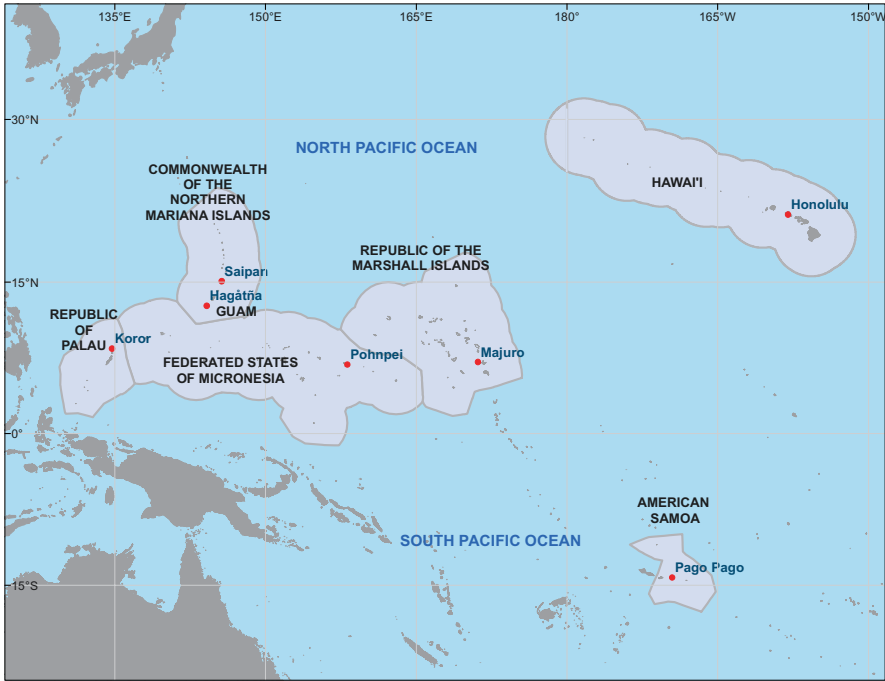 135°E 150°E 165°E 180° 165°W 150°W
30°N
NORTH PACIFIC OCEAN
COMMONWEALTH
OF THE
NORTHERN
MARIANA ISLANDS
HAWAI'I
Honolulu
REPUBLIC OF THE
MARSHALL ISLANDS
Saipan
15°N
Hagåtña
GUAM
REPUBLIC
OF
PALAU
Koror
FEDERATED STATES
OF MICRONESIA
Pohnpei
Majuro
0°
AMERICAN
SAMOA
SOUTH PACIFIC OCEAN
Pago Pago
15°S